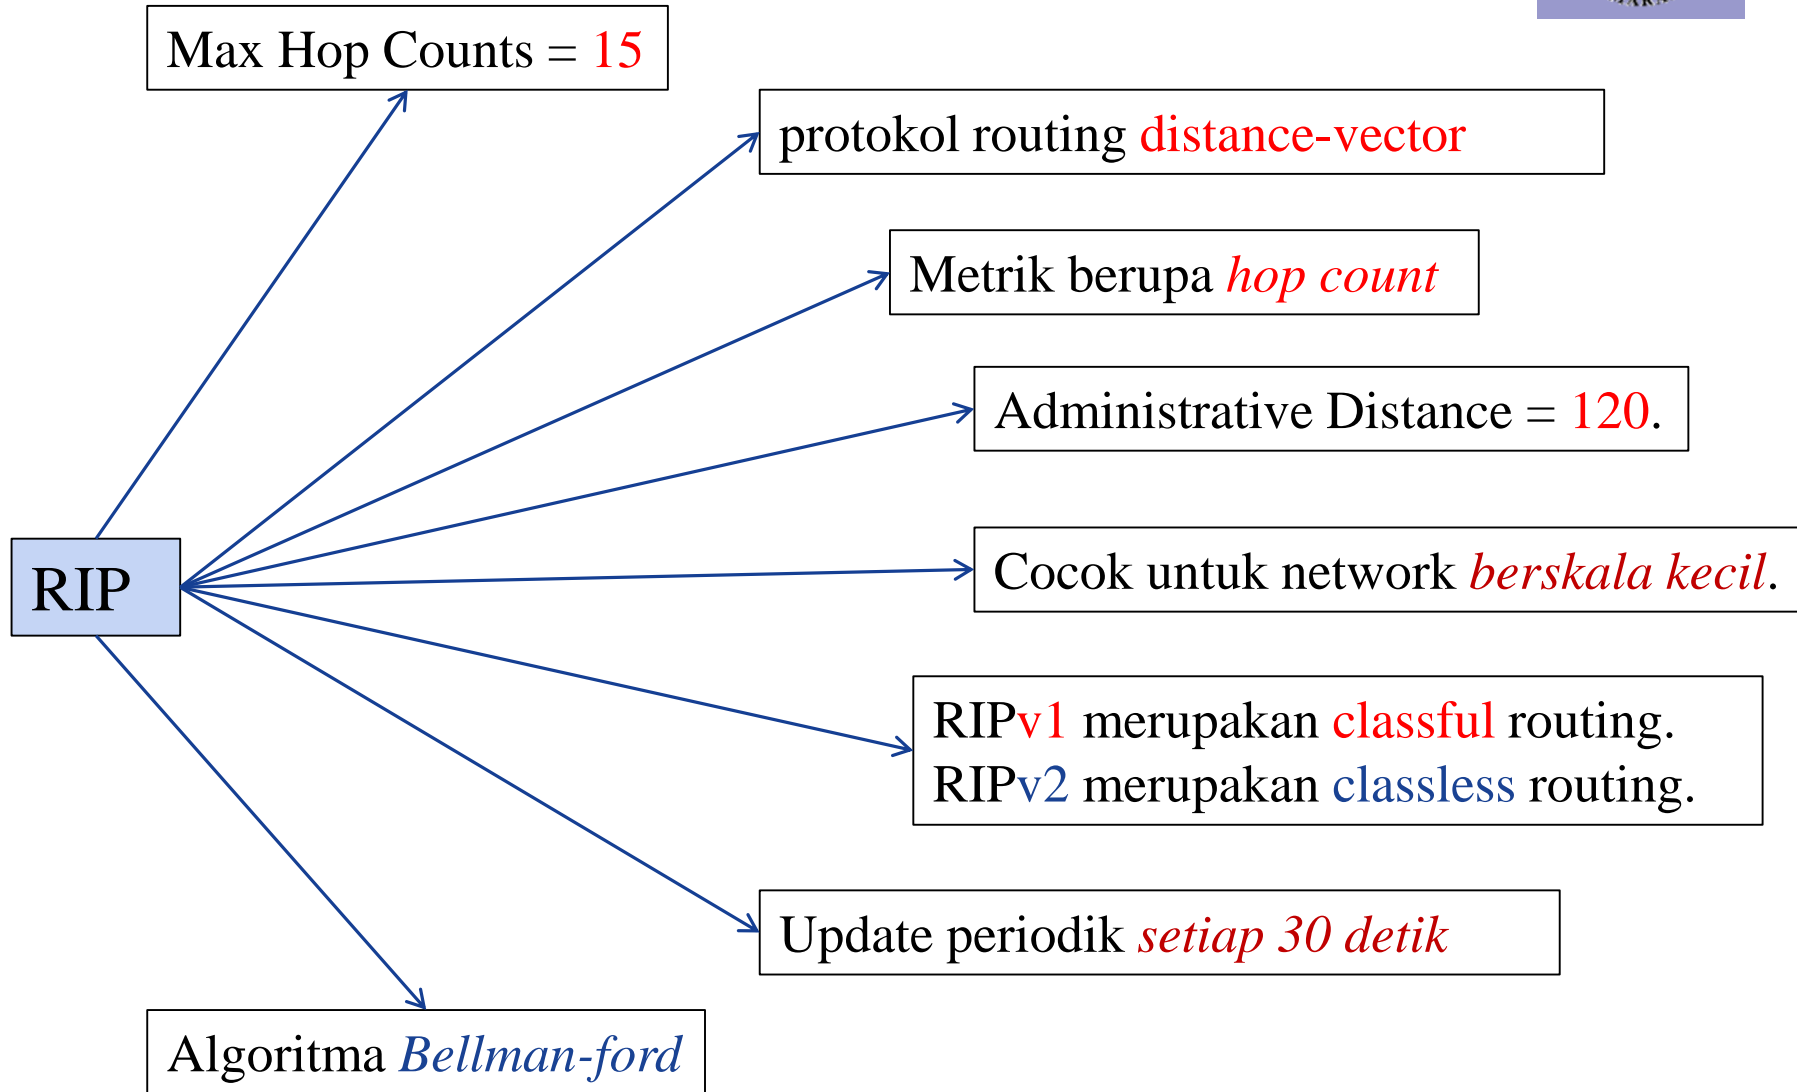 Max Hop Counts = 15
protokol routing distance-vector
Metrik berupa hop count
Administrative Distance = 120.
RIP
Cocok untuk network berskala kecil.
RIPv1 merupakan classful routing.
RIPv2 merupakan classless routing.
Update periodik setiap 30 detik
Algoritma Bellman-ford